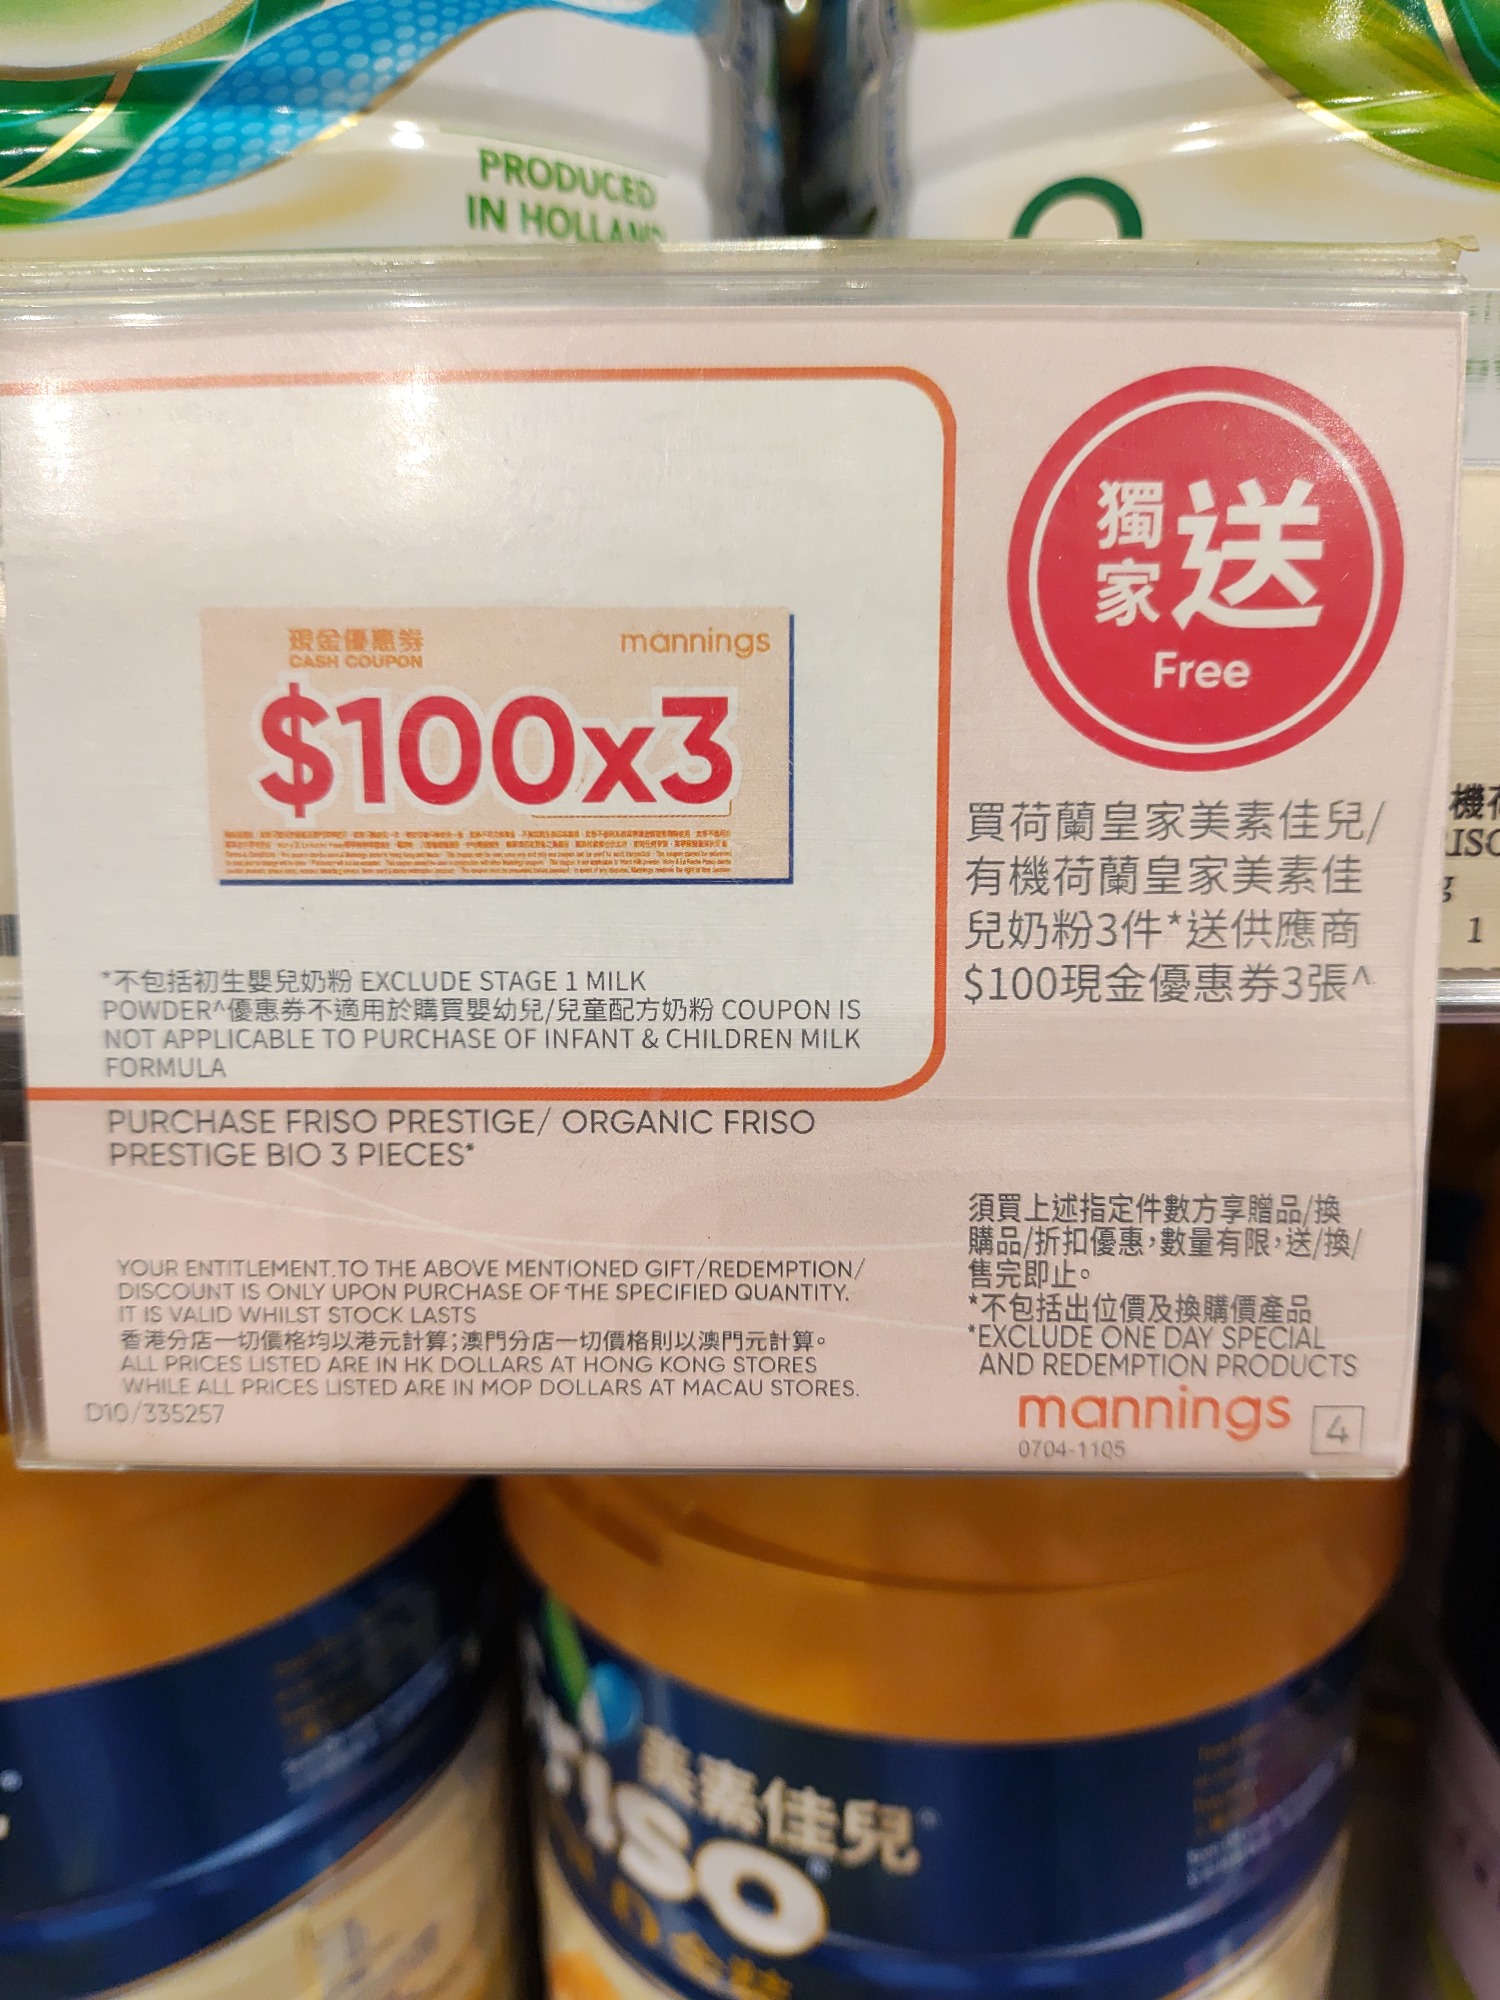 PRODUCED
IN HOLLAND
現金優惠券
CASH COUPON
mannings
$100x3
*不包括初生嬰兒奶粉 EXCLUDE STAGE 1 MILK
POWDER^優惠券不適用於購買嬰幼兒/兒童配方奶粉 COUPON IS
NOT APPLICABLE TO PURCHASE OF INFANT & CHILDREN MILK
FORMULA
PURCHASE FRISO PRESTIGE/ ORGANIC FRISO
PRESTIGE BIO 3 PIECES*
YOUR ENTITLEMENT TO THE ABOVE MENTIONED GIFT/REDEMPTION/
DISCOUNT IS ONLY UPON PURCHASE OF THE SPECIFIED QUANTITY.
IT IS VALID WHILST STOCK LASTS
香港分店一切價格均以港元計算;澳門分店一切價格則以澳門元計算。
ALL PRICES LISTED ARE IN HK DOLLARS AT HONG KONG STORES
WHILE ALL PRICES LISTED ARE IN MOP DOLLARS AT MACAU STORES.
D10/335257
獨家
送
Free
買荷蘭皇家美素佳兒/
有機荷蘭皇家美素佳
兒奶粉3件*送供應商
$100現金優惠券3張^
須買上述指定件數方享贈品/換
購品/折扣優惠,數量有限,送/換/
售完即止。
*不包括出位價及換購價產品
*EXCLUDE ONE DAY SPECIAL
AND REDEMPTION PRODUCTS
mannings
4
0704-1105
美素佳兒
friso